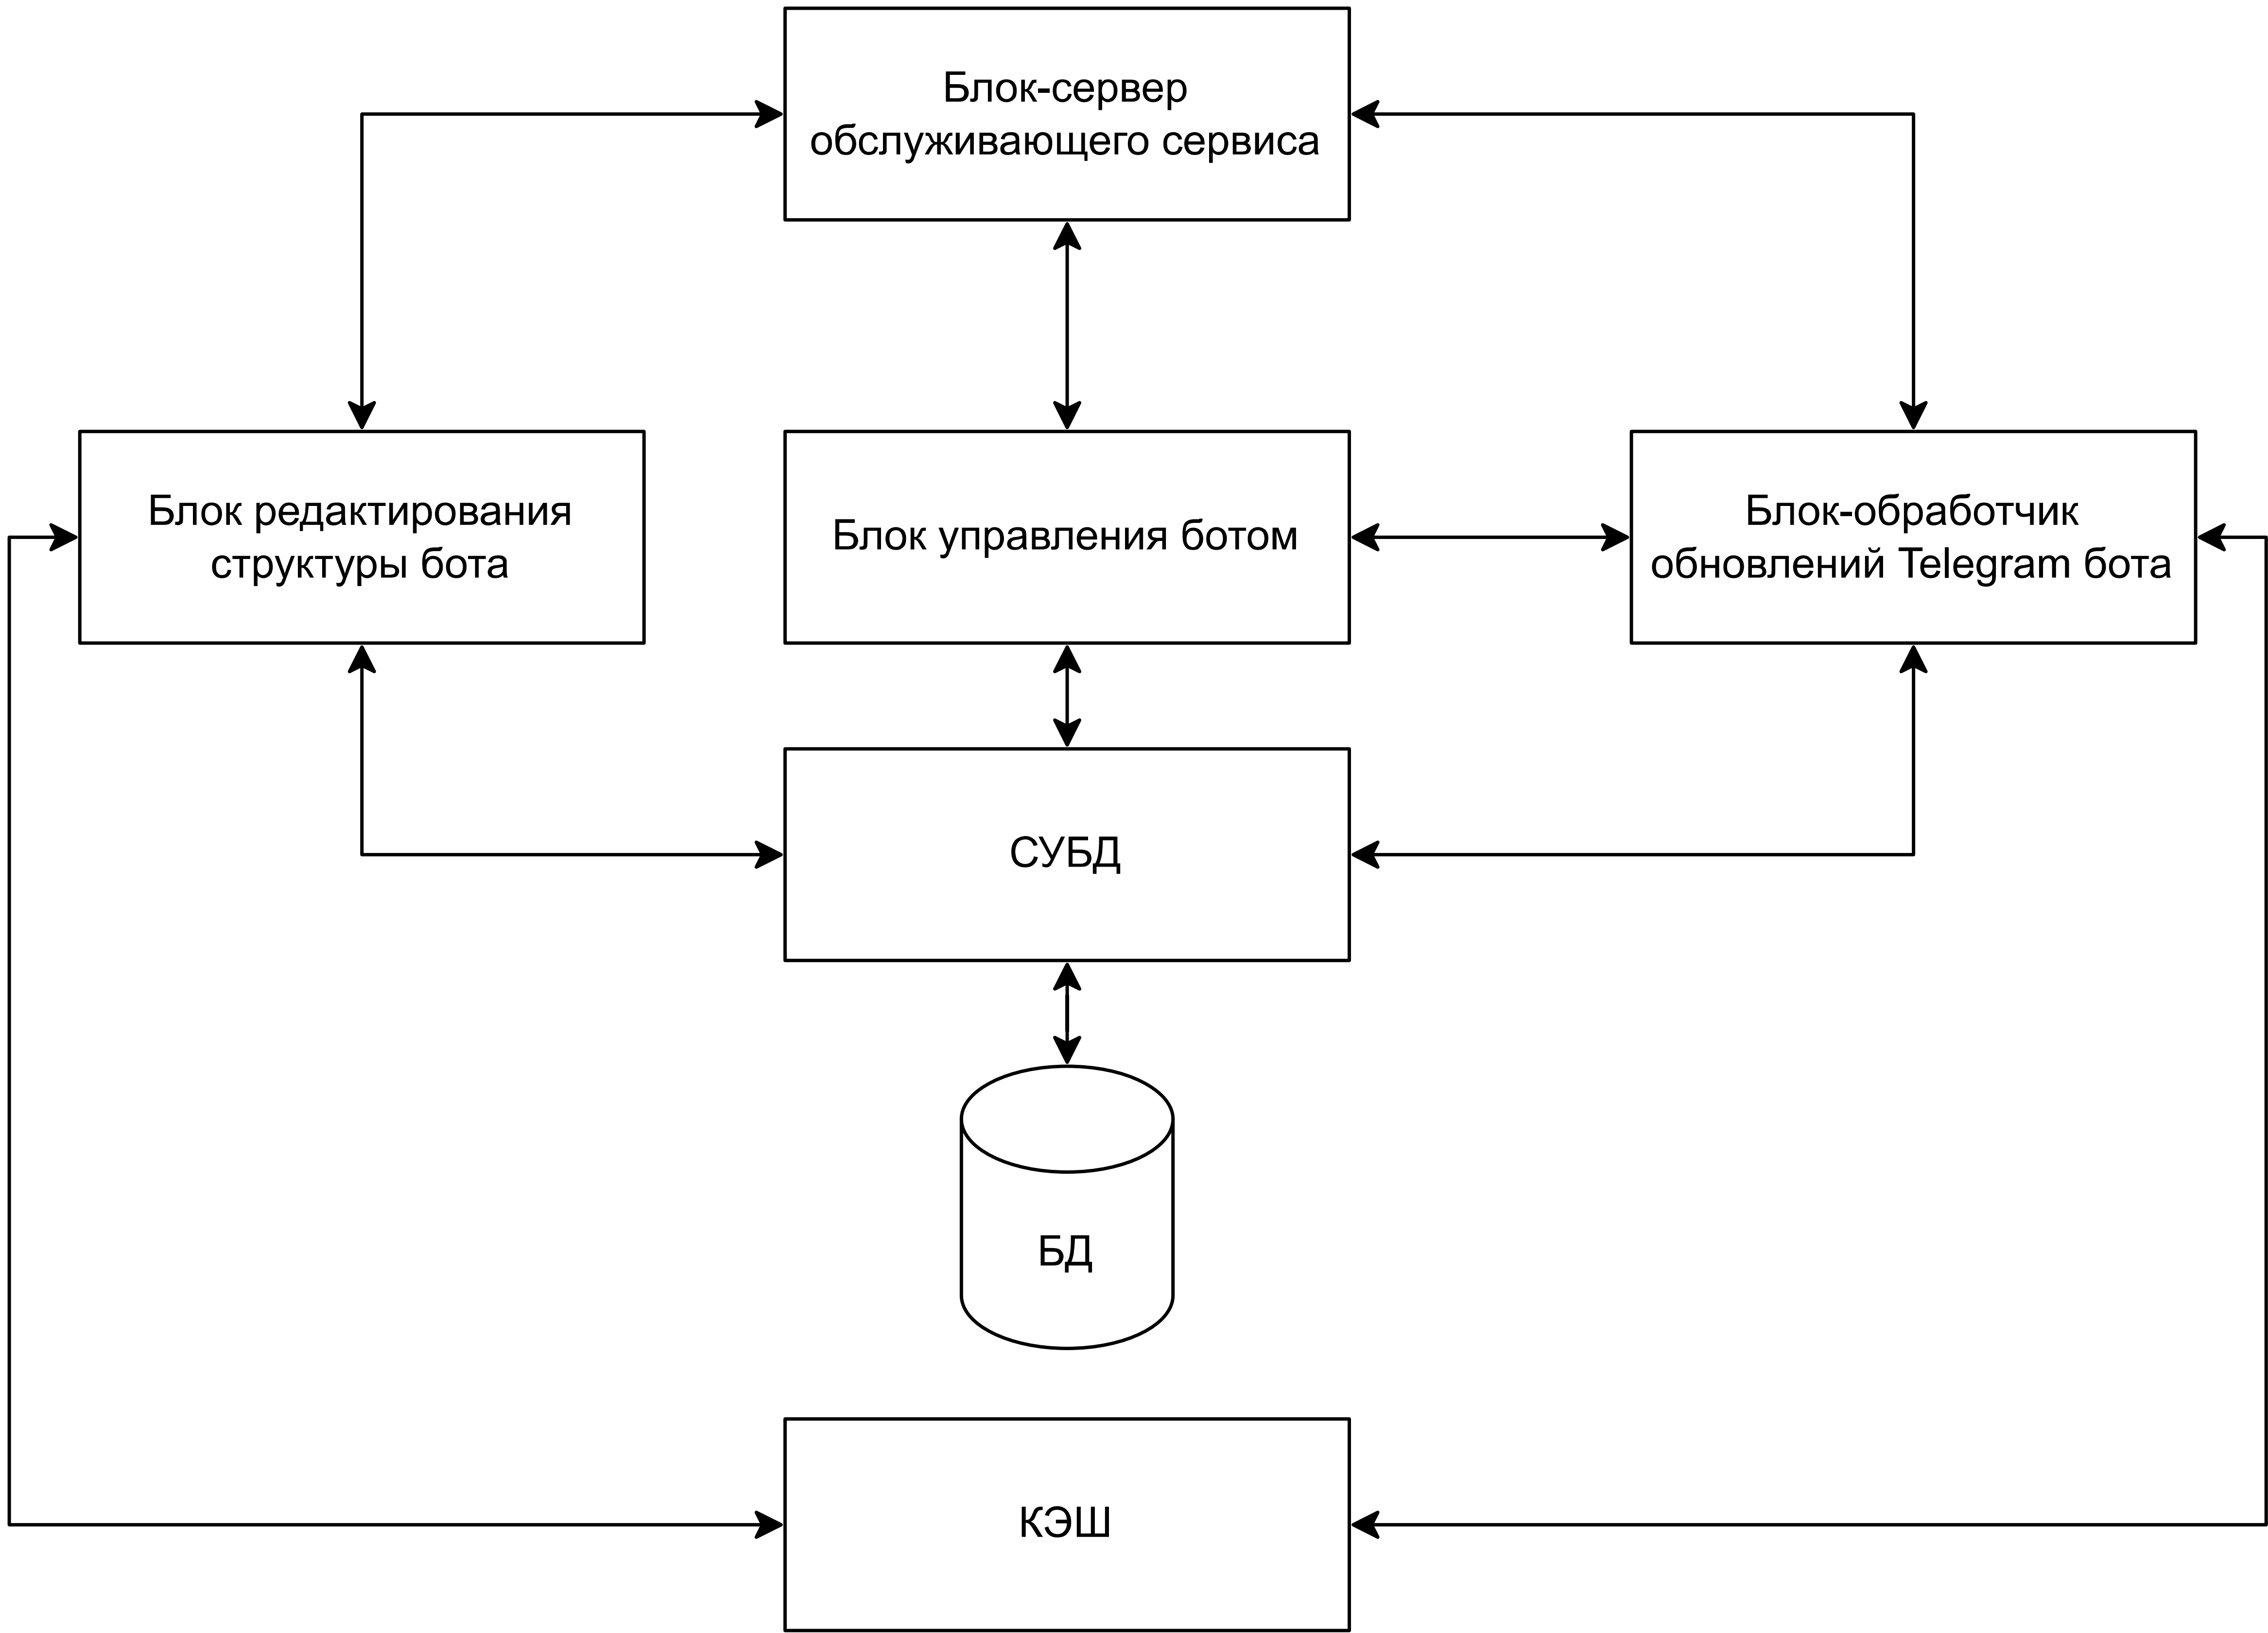 Блок-сервер
обслуживающего сервиса
Блок редактирования
структуры бота
Блок управления ботом
Блок-обработчик
обновлений Telegram бота
СУБД
БД
КЭШ